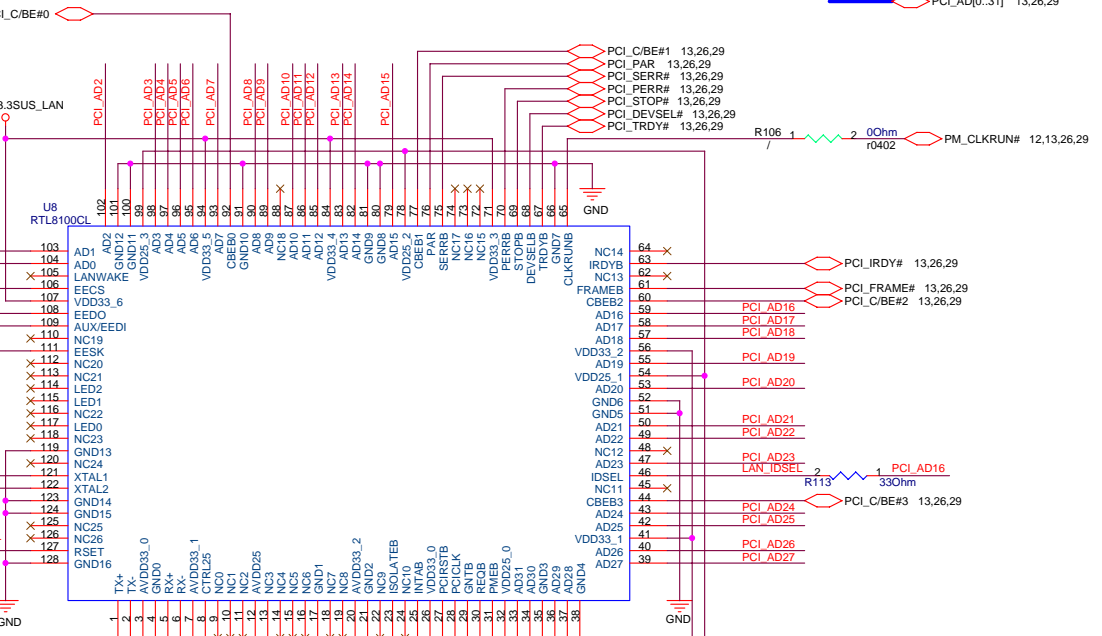 I_C/BE#0
PCI_AD[0..31] 13,26,29
PCI_C/BE#1 13,26,29
PCI_PAR 13,26,29
PCI_SERR# 13,26,29
PCI_PERR# 13,26,29
PCI_STOP# 13,26,29
PCI_DEVSEL# 13,26,29
PCI_TRDY# 13,26,29
PCI_AD2
PCI_AD3
PCI_AD4
PCI_AD5
PCI_AD6
PCI_AD7
PCI_AD8
PCI_AD9
PCI_AD10
PCI_AD11
PCI_AD12
PCI_AD13
PCI_AD14
PCI_AD15
3.3SUS_LAN
R106 1 2 0Ohm PM_CLKRUN# 12,13,26,29
/ r0402
GND
U8
RTL8100CL
102 AD2
101 GND12
100 GND11
99 VDD25_3
98 AD3
97 AD4
96 AD5
95 AD6
94 VDD33_5
93 AD7
92 CBEB0
91 GND10
90 AD8
89 AD9
88 NC18
87 AD10
86 AD11
85 AD12
84 VDD33_4
83 AD13
82 AD14
81 GND9
80 GND8
79 AD15
78 VDD25_2
77 CBEB1
76 PAR
75 SERRB
74 NC17
73 NC16
72 NC15
71 VDD33_3
70 PERRB
69 STOPB
68 DEVSELB
67 TRDYB
66 GND7
65 CLKRUNB
103 AD1
104 AD0
105 LANWAKE
106 EECS
107 VDD33_6
108 EEDO
109 AUX/EEDI
110 NC19
111 EESK
112 NC20
113 NC21
114 LED2
115 LED1
116 NC22
117 LED0
118 NC23
119 GND13
120 NC24
121 XTAL1
122 XTAL2
123 GND14
124 GND15
125 NC25
126 NC26
127 RSET
128 GND16
NC14 64
IRDYB 63 PCI_IRDY# 13,26,29
NC13 62
FRAMEB 61 PCI_FRAME# 13,26,29
CBEB2 60 PCI_C/BE#2 13,26,29
AD16 59 PCI_AD16
AD17 58 PCI_AD17
AD18 57 PCI_AD18
VDD33_2 56
AD19 55 PCI_AD19
VDD25_1 54
AD20 53 PCI_AD20
GND6 52
GND5 51
AD21 50 PCI_AD21
AD22 49 PCI_AD22
NC12 48
AD23 47 PCI_AD23
IDSEL 46 LAN_IDSEL 2 1 PCI_AD16
R113 33Ohm
NC11 45
CBEB3 44 PCI_C/BE#3 13,26,29
AD24 43 PCI_AD24
AD25 42 PCI_AD25
VDD33_1 41
AD26 40 PCI_AD26
AD27 39 PCI_AD27
TX+ 1
TX- 2
AVDD33_0 3
GND0 4
RX+ 5
RX- 6
AVDD33_1 7
CTRL25 8
NC0 9
NC1 10
NC2 11
AVDD25 12
NC3 13
NC4 14
NC5 15
NC6 16
GND1 17
NC7 18
NC8 19
AVDD33_2 20
GND2 21
NC9 22
ISOLATEB 23
NC10 24
INTAB 25
VDD33_0 26
PCIRSTB 27
PCICLK 28
GNTB 29
REQB 30
PMEB 31
VDD25_0 32
AD31 33
AD30 34
GND3 35
AD29 36
AD28 37
GND4 38
GND
GND